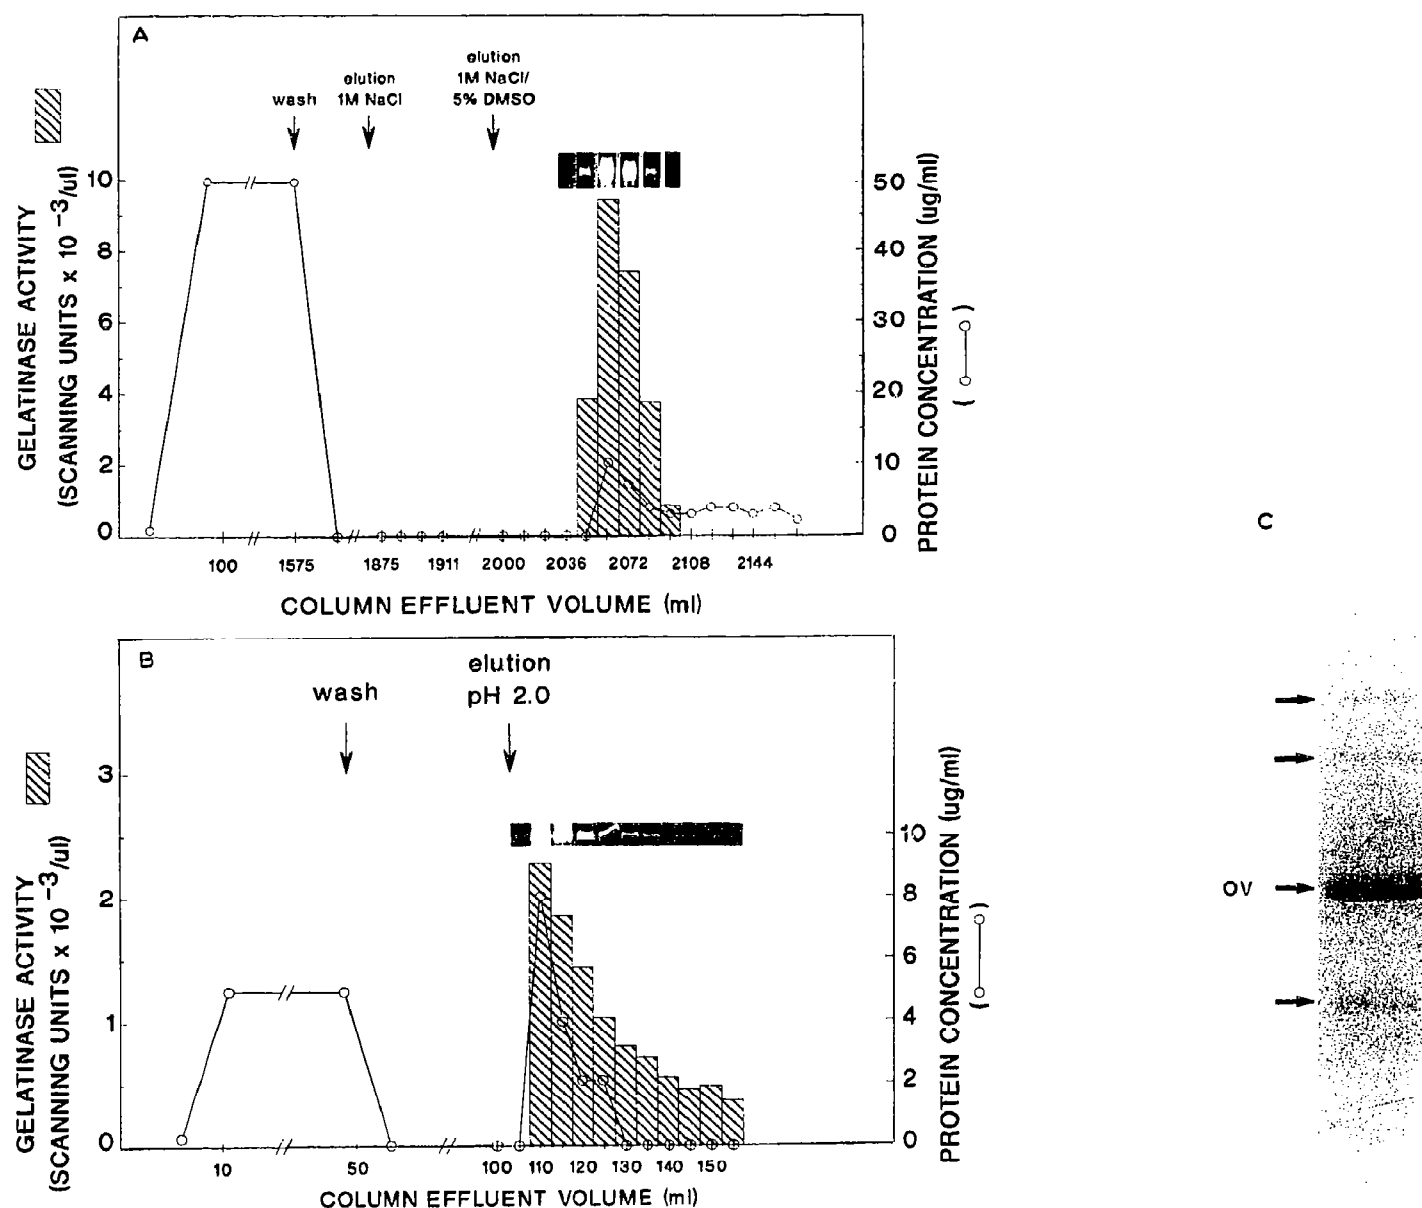 A
elution
1M NaCl/
5% DMSO
elution
1M NaCl
wash
GELATINASE ACTIVITY
(SCANNING UNITS x 10 -3/ul)
10
8
6
4
2
0
50
40
30
20
10
0
PROTEIN CONCENTRATION (ug/ml)
( )
100 1575 1875 1911 2000 2036 2072 2108 2144
COLUMN EFFLUENT VOLUME (ml)
B
wash
elution
pH 2.0
GELATINASE ACTIVITY
(SCANNING UNITS x 10 -3/ul)
3
2
1
0
10
8
6
4
2
0
PROTEIN CONCENTRATION (ug/ml)
( )
10 50 100 110 120 130 140 150
COLUMN EFFLUENT VOLUME (ml)
C
OV